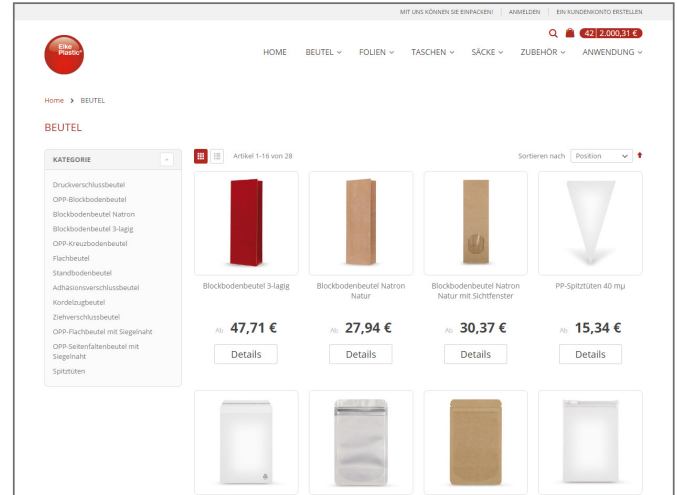 MIT UNS KÖNNEN SIE EINPACKEN! ANMELDEN EIN KUNDENKONTO ERSTELLEN
Eike
Plastic®
42 2.000,31 €
HOME BEUTEL FOLIEN TASCHEN SÄCKE ZUBEHÖR ANWENDUNG
Home > BEUTEL
BEUTEL
KATEGORIE
Druckverschlussbeutel
OPP-Blockbodenbeutel
Blockbodenbeutel Natron
Blockbodenbeutel 3-lagig
OPP-Kreuzbodenbeutel
Flachbeutel
Standbodenbeutel
Adhäsionsverschlussbeutel
Kordelzugbeutel
Ziehverschlussbeutel
OPP-Flachbeutel mit Siegelnaht
OPP-Seitenfaltenbeutel mit
Siegelnaht
Spitztüten
Artikel 1-16 von 28
Sortieren nach Position
Blockbodenbeutel 3-lagig
Ab 47,71 €
Details
Blockbodenbeutel Natron
Natur
Ab 27,94 €
Details
Blockbodenbeutel Natron
Natur mit Sichtfenster
Ab 30,37 €
Details
PP-Spitztüten 40 mµ
Ab 15,34 €
Details